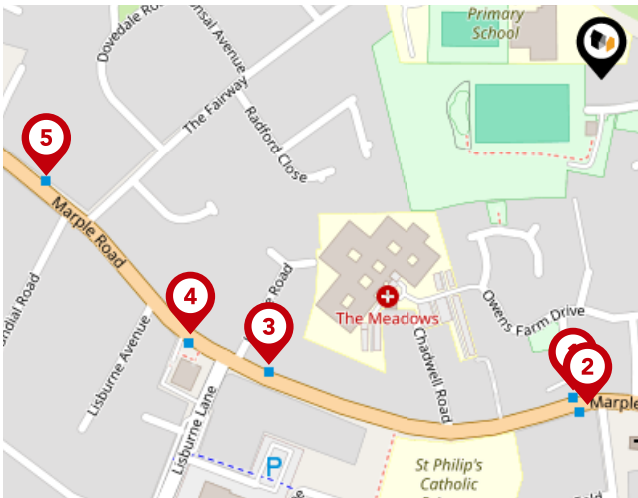 Primary
School
Dovedale Ro
nsal Avenue
The Fairway
Radford Close
5
Marple Road
ndial Road
4
Road
3
The Meadows
Owens Farm Drive
Lisburne Avenue
Chadwell Road
2
Marple
Lisburne Lane
P
St Philip's
Catholic